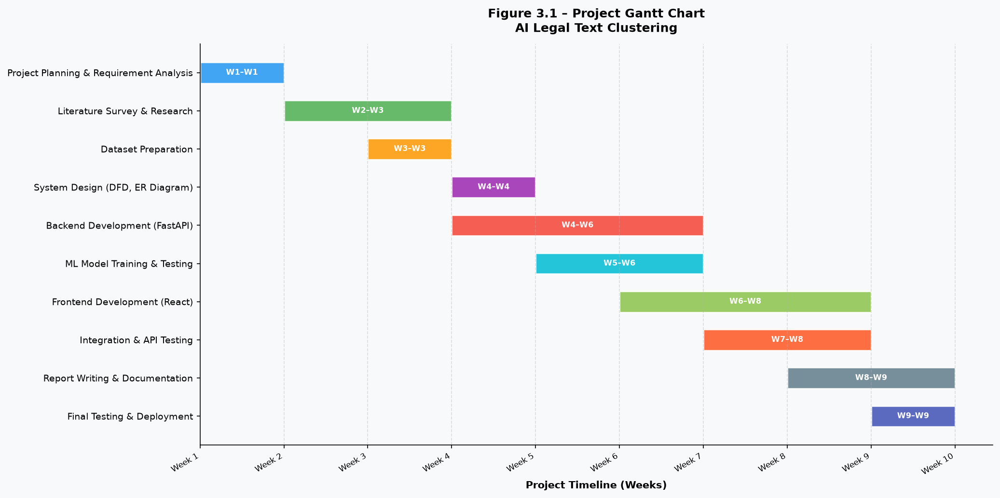 Figure 3.1 – Project Gantt Chart
AI Legal Text Clustering
Project Planning & Requirement Analysis
W1–W1
Literature Survey & Research
W2–W3
Dataset Preparation
W3–W3
System Design (DFD, ER Diagram)
W4–W4
Backend Development (FastAPI)
W4–W6
ML Model Training & Testing
W5–W6
Frontend Development (React)
W6–W8
Integration & API Testing
W7–W8
Report Writing & Documentation
W8–W9
Final Testing & Deployment
W9–W9
Week 1
Week 2
Week 3
Week 4
Week 5
Week 6
Week 7
Week 8
Week 9
Week 10
Project Timeline (Weeks)